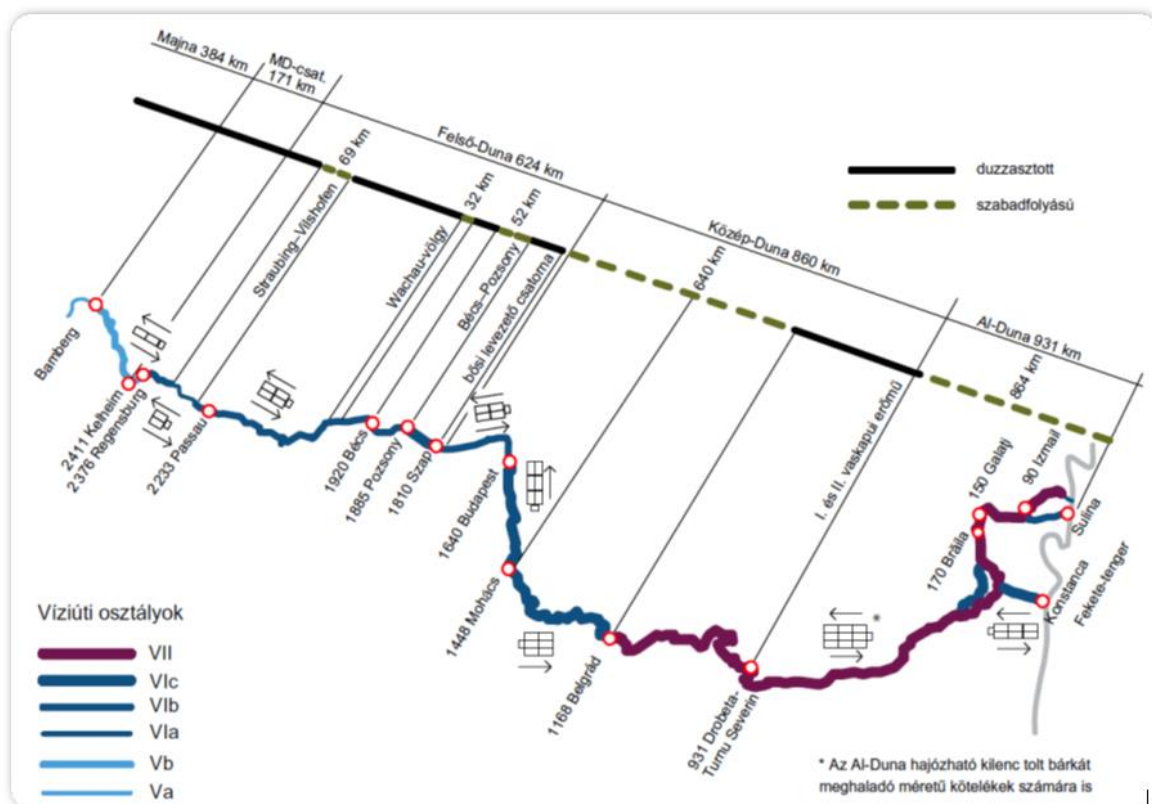 Majna 384 km
MD-csat.
171 km
Felső-Duna 624 km
Közép-Duna 860 km
Al-Duna 931 km
69 km
32 km
52 km
640 km
864 km
Straubing–Vilshofen
Wachau-völgy
Bécs–Pozsony
bősi levezető csatorna
I. és II. vaskapui erőmű
duzzasztott
szabadfolyású
Bamberg
2411 Kelheim
2376 Regensburg
2233 Passau
1920 Bécs
1885 Pozsony
1810 Szap
1640 Budapest
1448 Mohács
1168 Belgrád
931 Drobeta-
Turnu Severin
170 Brăila
150 Galatj
90 Izmail
Sulina
Konstanca
Fekete-tenger
*
Víziúti osztályok
VII
VIc
VIb
VIa
Vb
Va
* Az Al-Duna hajózható kilenc tolt bárkát
meghaladó méretű kötelékek számára is